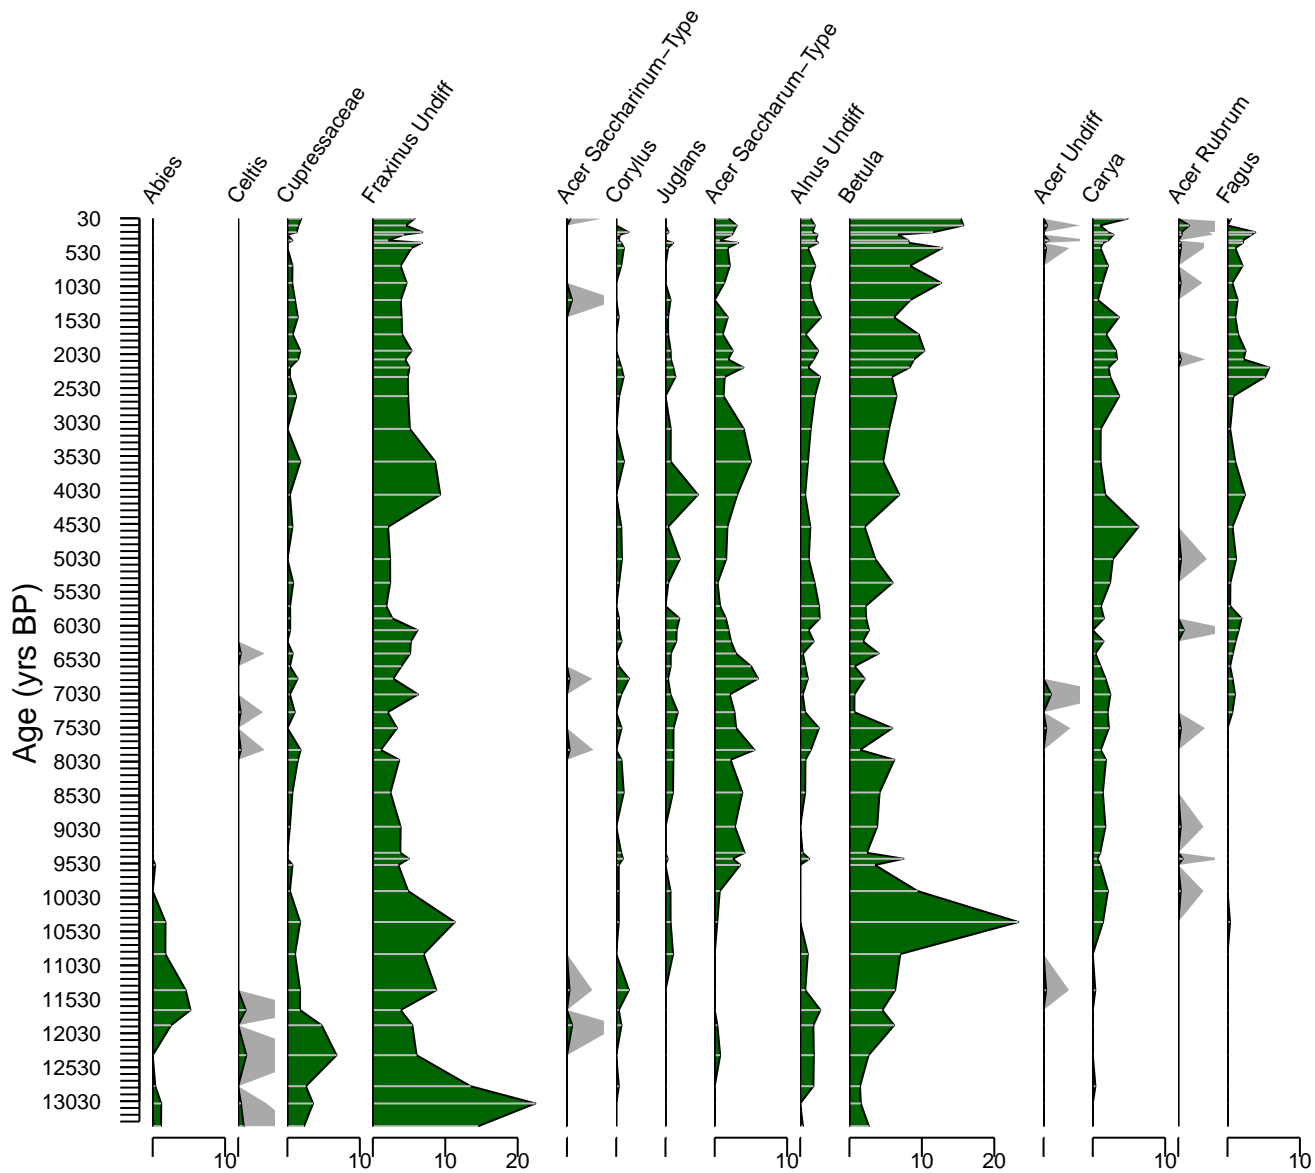 Abies
Celtis
Cupressaceae
Fraxinus Undiff
Acer Saccharinum−Type
Corylus
Juglans
Acer Saccharum−Type
Alnus Undiff
Betula
Acer Undiff
Carya
Acer Rubrum
Fagus
Age (yrs BP)
30
530
1030
1530
2030
2530
3030
3530
4030
4530
5030
5530
6030
6530
7030
7530
8030
8530
9030
9530
10030
10530
11030
11530
12030
12530
13030
10 10 10 20 10 10 20 10 10